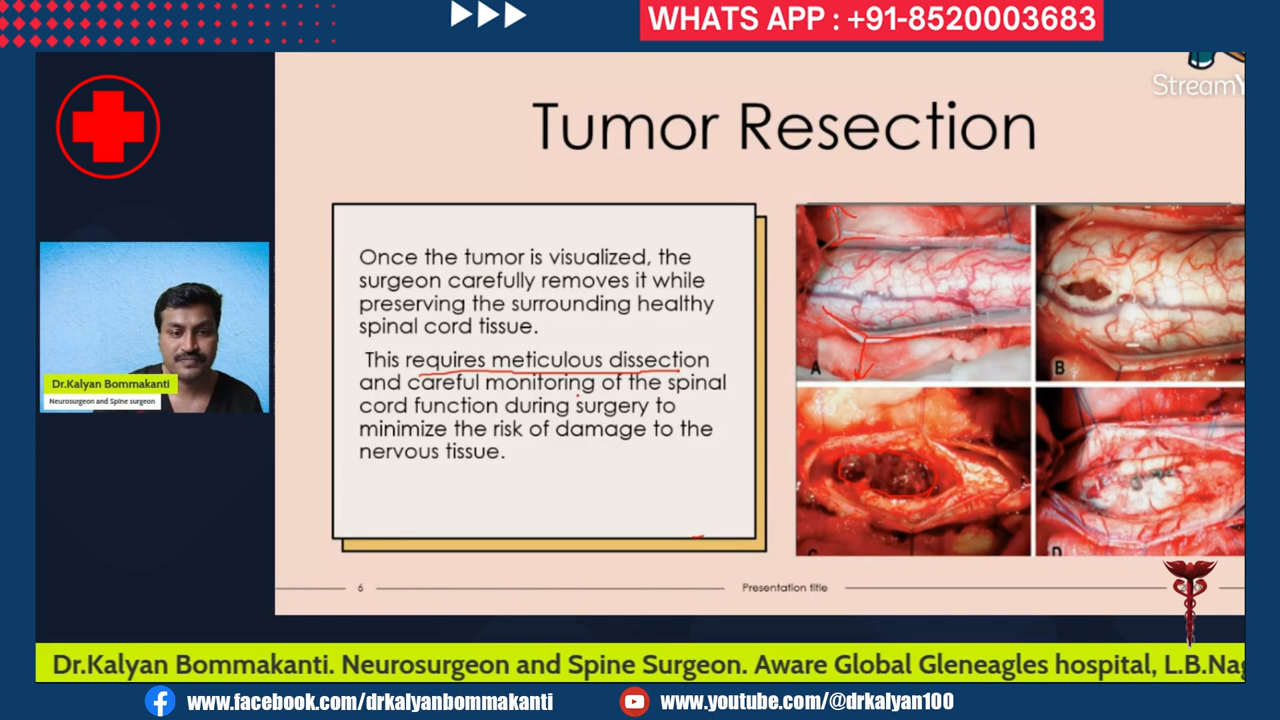 WHATS APP : +91-8520003683
Stream
Tumor Resection
Once the tumor is visualized, the
surgeon carefully removes it while
preserving the surrounding healthy
spinal cord tissue.
This requires meticulous dissection
and careful monitoring of the spinal
cord function during surgery to
minimize the risk of damage to the
nervous tissue.
A
B
C
D
Dr.Kalyan Bommakanti
Neurosurgeon and Spine surgeon
6
Presentation title
Dr.Kalyan Bommakanti. Neurosurgeon and Spine Surgeon. Aware Global Gleneagles hospital, L.B.Nag
www.facebook.com/drkalyanbommakanti
www.youtube.com/@drkalyan100